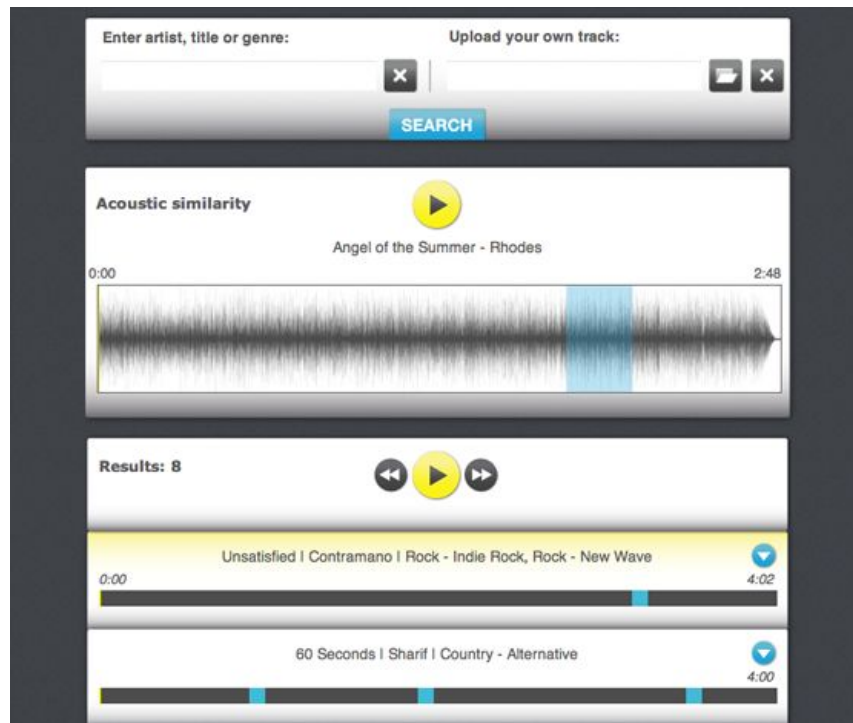 Enter artist, title or genre:
Upload your own track:
SEARCH
Acoustic similarity
Angel of the Summer - Rhodes
0:00
2:48
Results: 8
Unsatisfied | Contramano | Rock - Indie Rock, Rock - New Wave
0:00
4:02
60 Seconds | Sharif | Country - Alternative
4:00